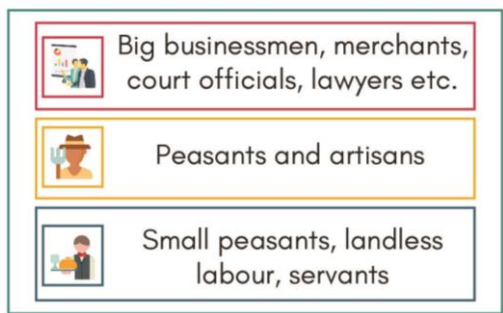 Big businessmen, merchants,
court officials, lawyers etc.
Peasants and artisans
Small peasants, landless
labour, servants